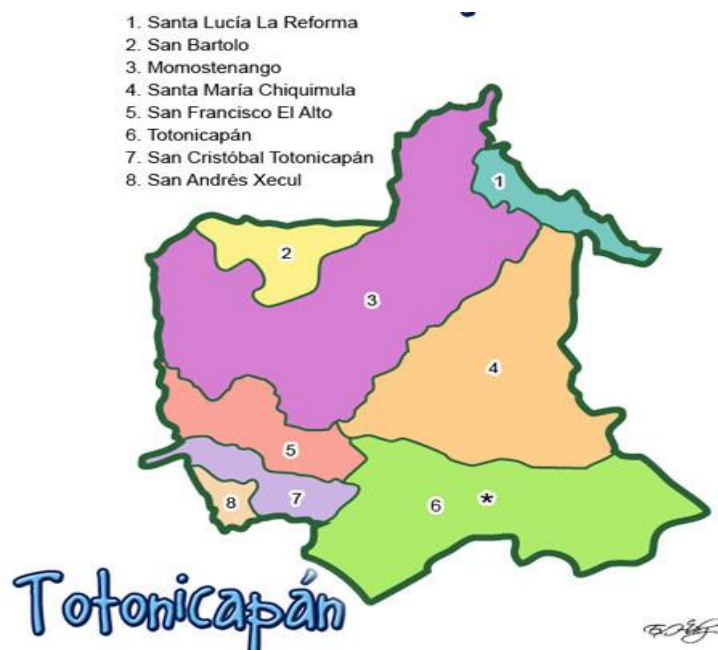 1. Santa Lucía La Reforma
2. San Bartolo
3. Momostenango
4. Santa María Chiquimula
5. San Francisco El Alto
6. Totonicapán
7. San Cristóbal Totonicapán
8. San Andrés Xecul
1
2
3
4
5
6 *
7
8
Totonicapán